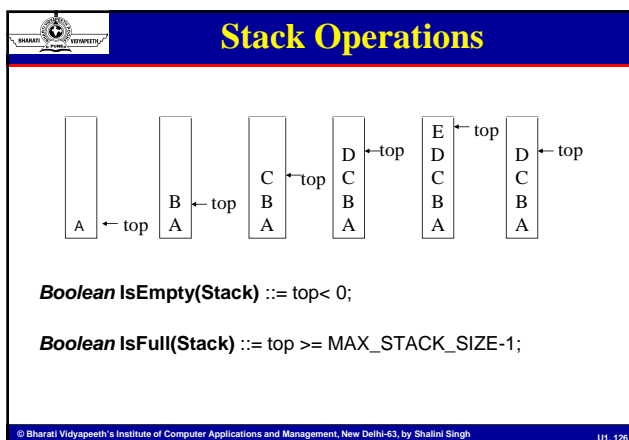 BHARATI VIDYAPEETH
PUNE
Stack Operations
E ← top
D ← top D D ← top
C ← top C C C
B ← top B B B B
A ← top A A A A A
Boolean IsEmpty(Stack) ::= top< 0;
Boolean IsFull(Stack) ::= top >= MAX_STACK_SIZE-1;
© Bharati Vidyapeeth's Institute of Computer Applications and Management, New Delhi-63, by Shalini Singh
U1. 126